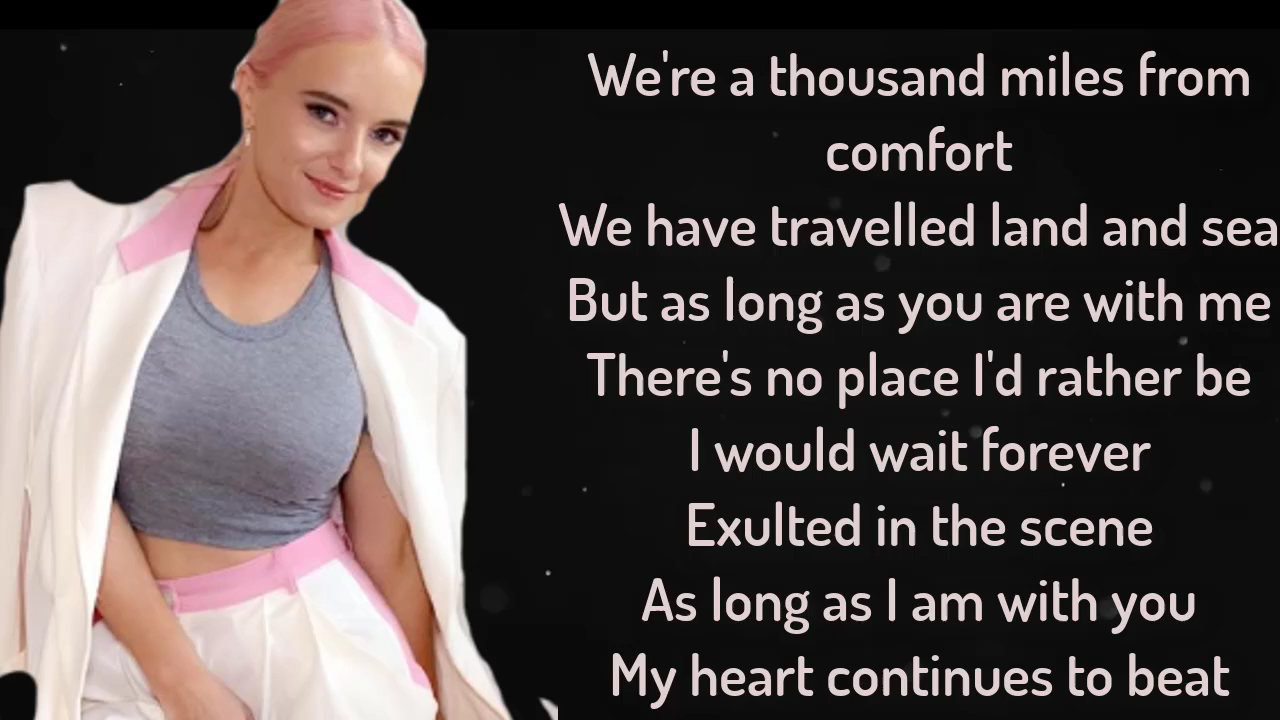 We're a thousand miles from
comfort
We have travelled land and sea
But as long as you are with me
There's no place I'd rather be
I would wait forever
Exulted in the scene
As long as I am with you
My heart continues to beat